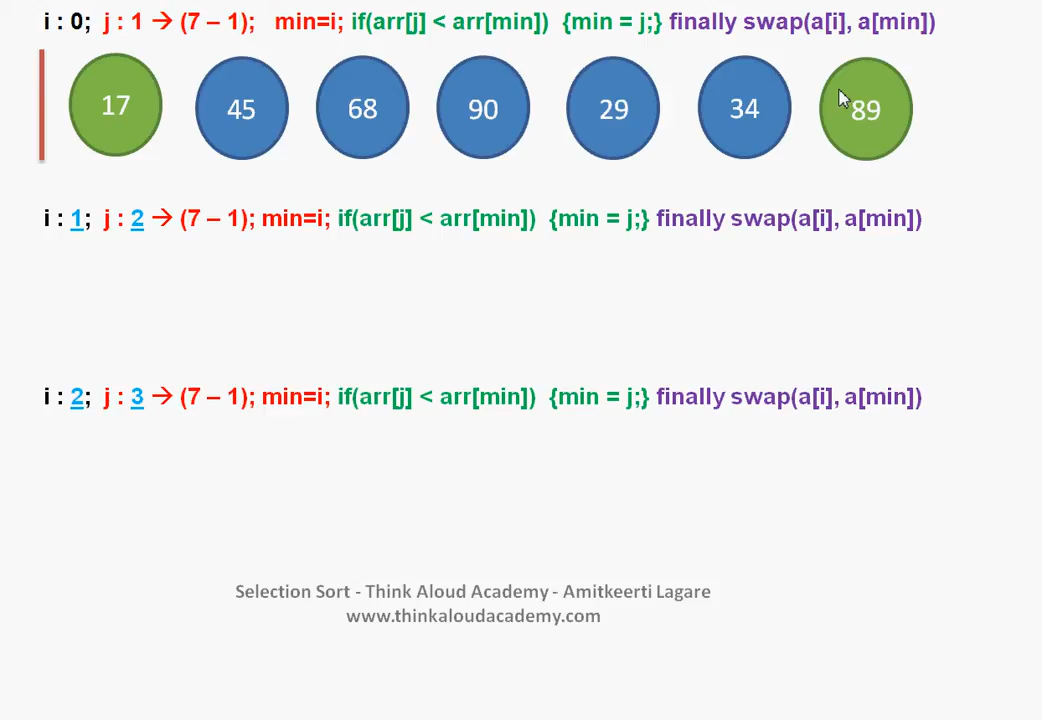 i : 0; j : 1 → (7 – 1); min=i; if(arr[j] < arr[min]) {min = j;} finally swap(a[i], a[min])
17 45 68 90 29 34 89
i : 1; j : 2 → (7 – 1); min=i; if(arr[j] < arr[min]) {min = j;} finally swap(a[i], a[min])
i : 2; j : 3 → (7 – 1); min=i; if(arr[j] < arr[min]) {min = j;} finally swap(a[i], a[min])
Selection Sort - Think Aloud Academy - Amitkeerti Lagare
www.thinkaloudacademy.com